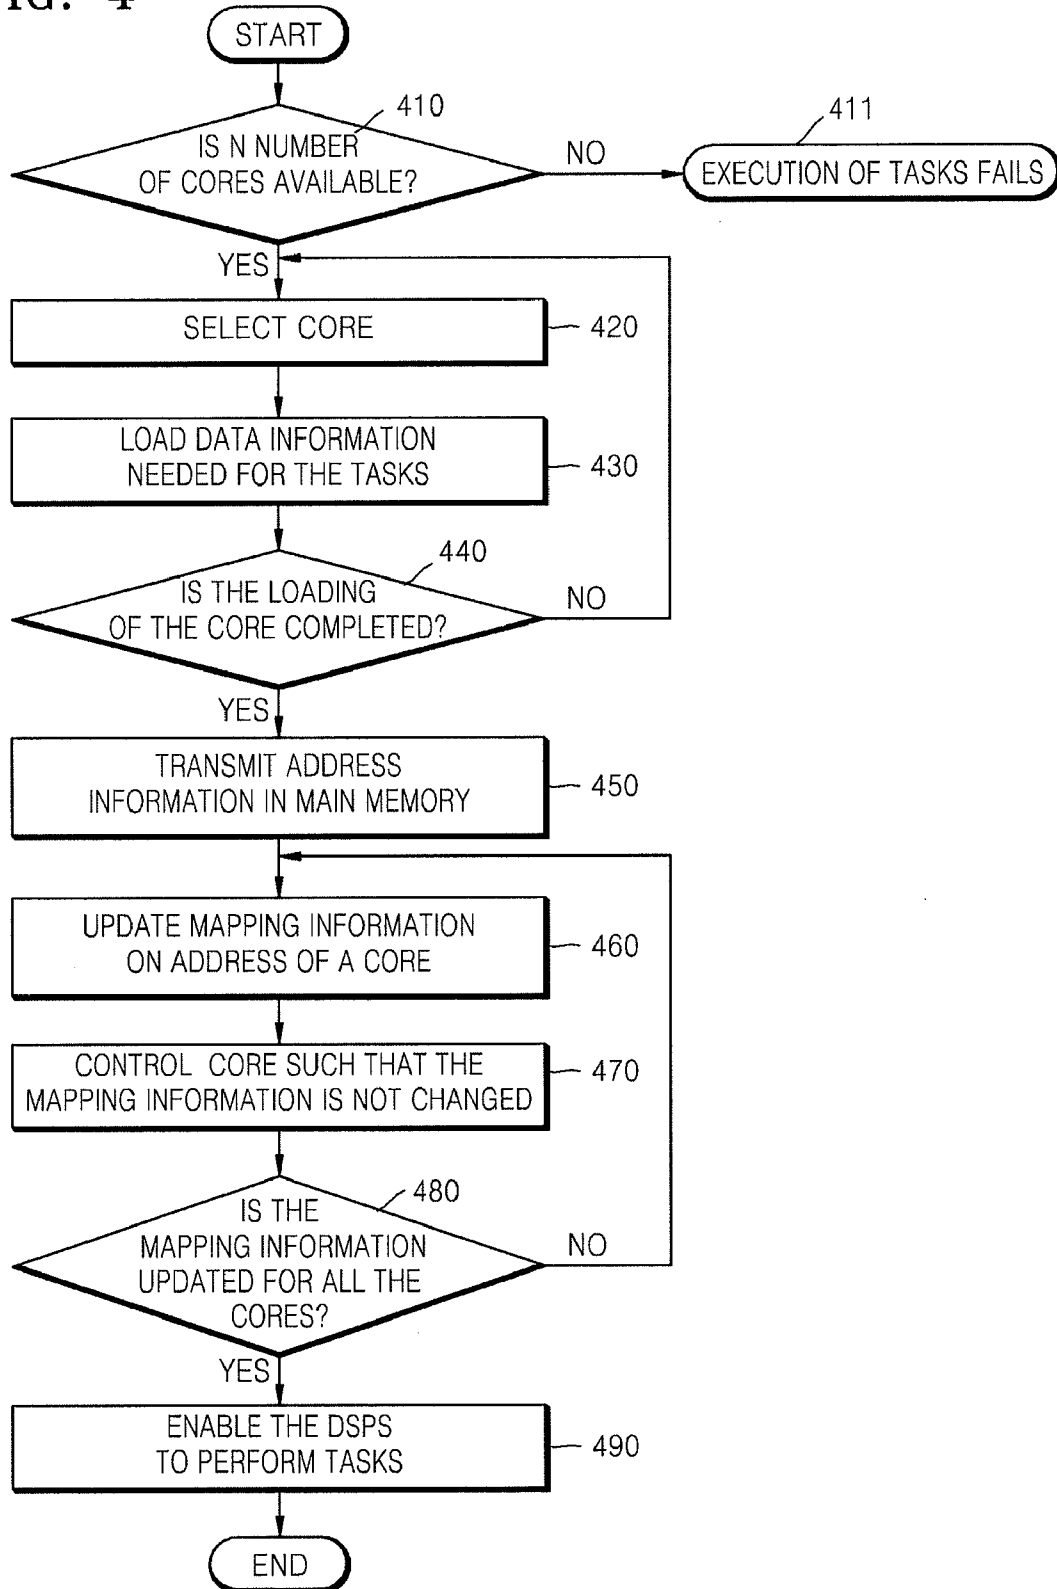 IG. 4
START
410
IS N NUMBER
OF CORES AVAILABLE?
NO
411
EXECUTION OF TASKS FAILS
YES
SELECT CORE
420
LOAD DATA INFORMATION
NEEDED FOR THE TASKS
430
440
IS THE LOADING
OF THE CORE COMPLETED?
NO
YES
TRANSMIT ADDRESS
INFORMATION IN MAIN MEMORY
450
UPDATE MAPPING INFORMATION
ON ADDRESS OF A CORE
460
CONTROL CORE SUCH THAT THE
MAPPING INFORMATION IS NOT CHANGED
470
480
IS THE
MAPPING INFORMATION
UPDATED FOR ALL THE
CORES?
NO
YES
ENABLE THE DSPS
TO PERFORM TASKS
490
END